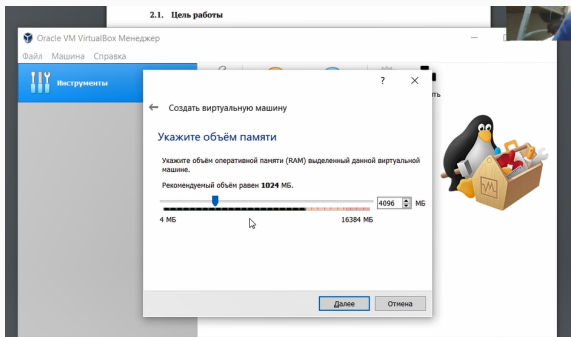 2.1. Цель работы
Oracle VM VirtualBox Менеджер
Файл Машина Справка
Инструменты
?
Создать виртуальную машину
Укажите объём памяти
Укажите объём оперативной памяти (RAM) выделенный данной виртуальной
машине.
Рекомендуемый объём равен 1024 МБ.
4096 МБ
4 МБ 16384 МБ
Далее Отмена